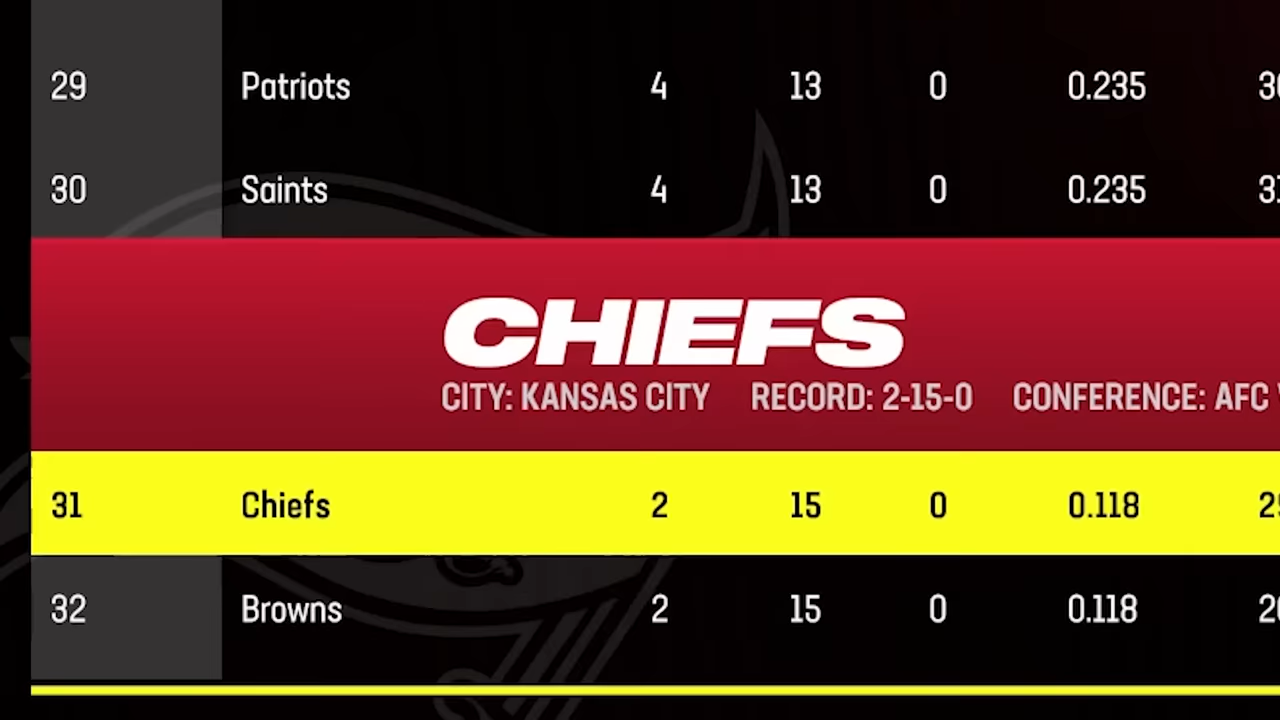 29 Patriots 4 13 0 0.235
30 Saints 4 13 0 0.235
CHIEFS
CITY: KANSAS CITY RECORD: 2-15-0 CONFERENCE: AFC
31 Chiefs 2 15 0 0.118
32 Browns 2 15 0 0.118